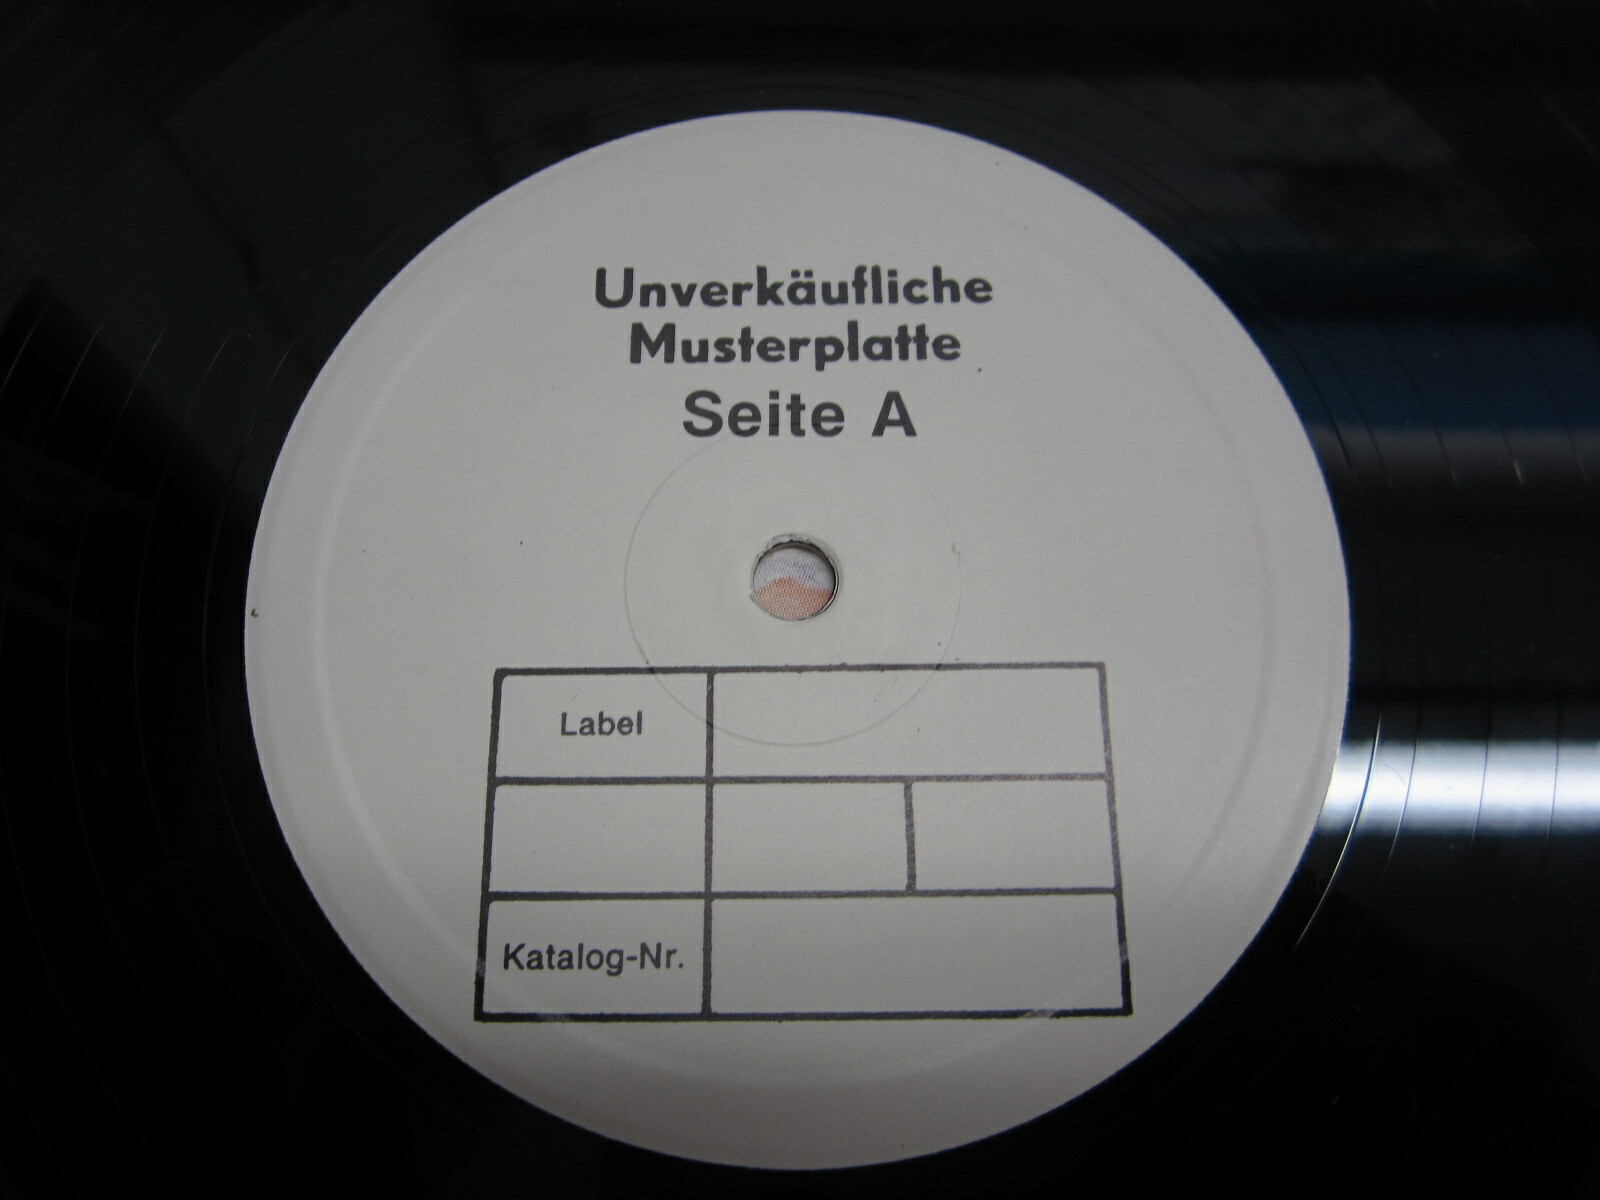 Unverkäufliche
Musterplatte
Seite A
Label
Katalog-Nr.